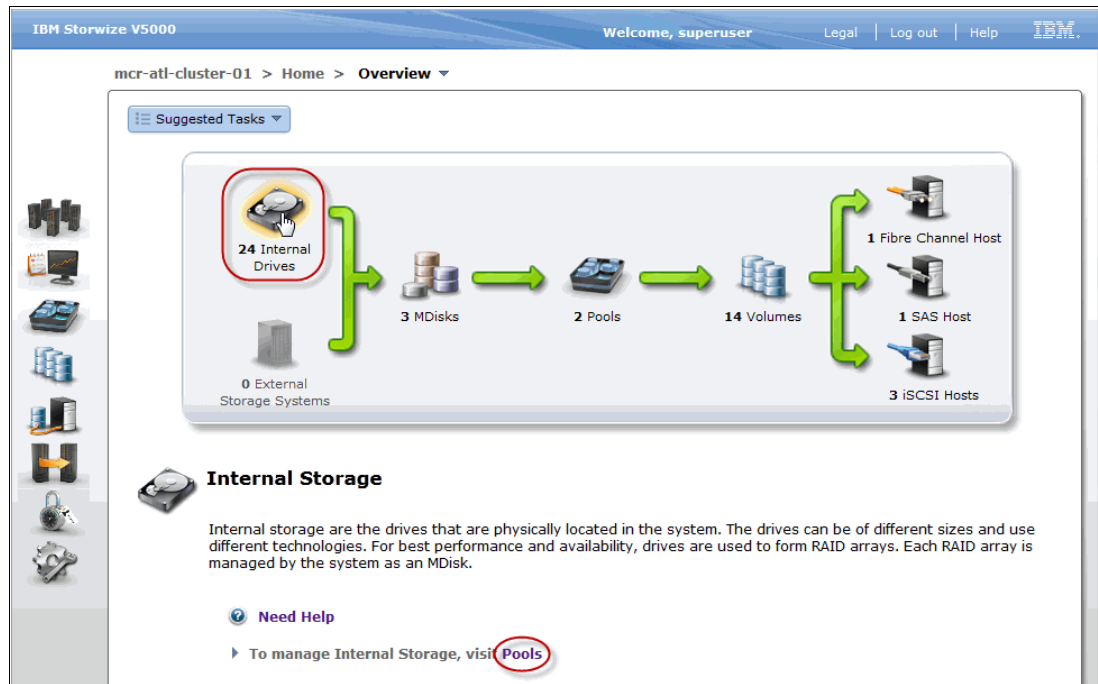 IBM Storwize V5000
Welcome, superuser
Legal | Log out | Help
IBM.
mcr-atl-cluster-01 > Home > Overview
Suggested Tasks
24 Internal
Drives
3 MDisks
2 Pools
14 Volumes
1 Fibre Channel Host
1 SAS Host
3 iSCSI Hosts
0 External
Storage Systems
Internal Storage
Internal storage are the drives that are physically located in the system. The drives can be of different sizes and use
different technologies. For best performance and availability, drives are used to form RAID arrays. Each RAID array is
managed by the system as an MDisk.
Need Help
To manage Internal Storage, visit Pools